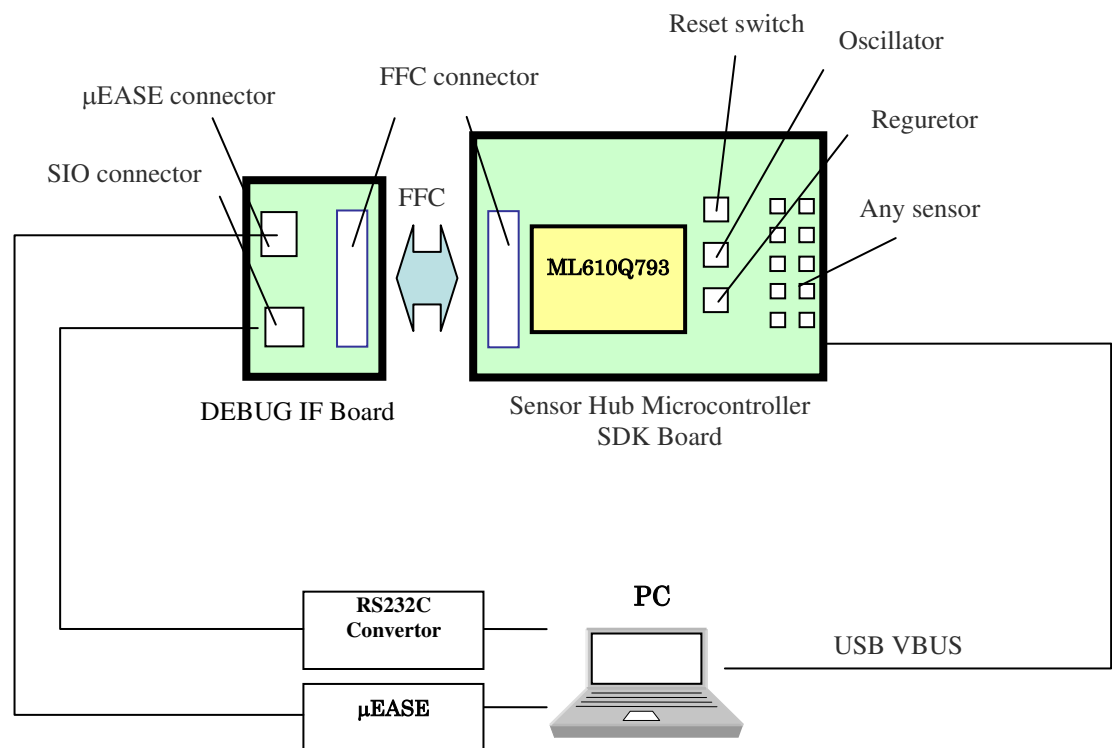 Reset switch
Oscillator
FFC connector
μEASE connector
Reguretor
SIO connector
FFC
Any sensor
ML610Q793
DEBUG IF Board
Sensor Hub Microcontroller
SDK Board
RS232C
Convertor
PC
USB VBUS
μEASE